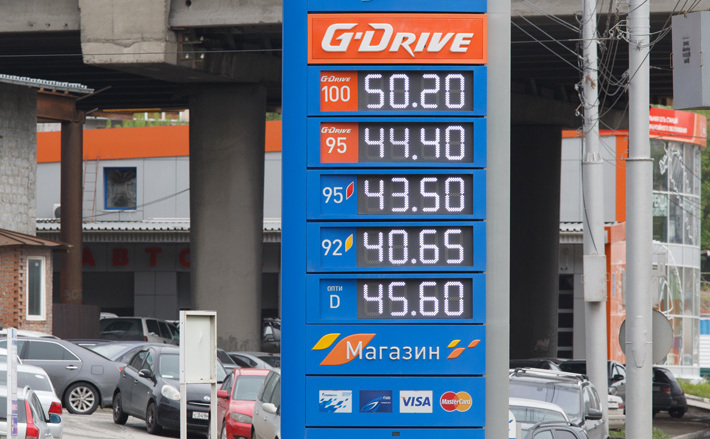 G-DRIVE
G-DRIVE
100 50.20
G-DRIVE
95 44.40
95 43.50
92 40.65
ОПТИ
D 45.60
Магазин
VISA
MasterCard
АВТО